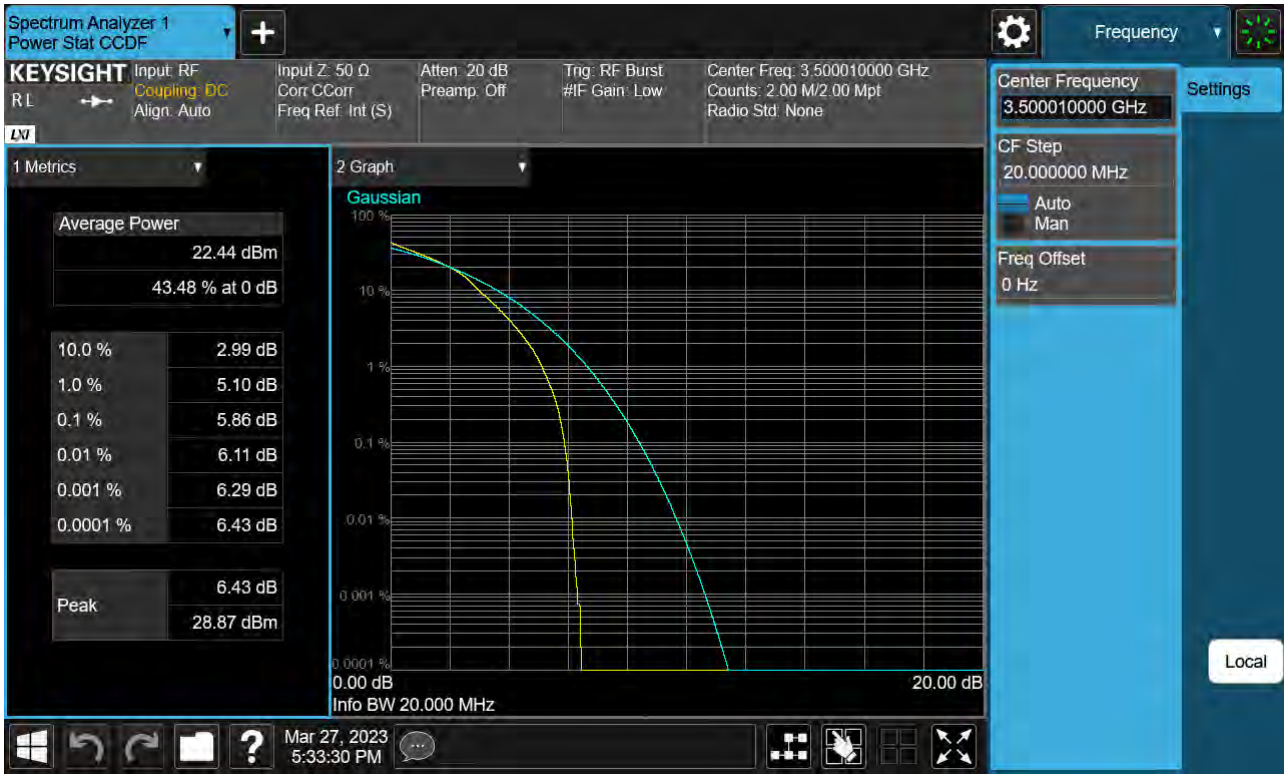 Spectrum Analyzer 1
Power Stat CCDF
+
Frequency
KEYSIGHT
RL
LXI
Input: RF
Coupling: DC
Align: Auto
Input Z: 50 Ω
Corr CCorr
Freq Ref: Int (S)
Atten: 20 dB
Preamp: Off
Trig: RF Burst
#IF Gain: Low
Center Freq: 3.500010000 GHz
Counts: 2.00 M/2.00 Mpt
Radio Std: None
Center Frequency
3.500010000 GHz
Settings
CF Step
20.000000 MHz
Auto
Man
Freq Offset
0 Hz
1 Metrics
Average Power
22.44 dBm
43.48 % at 0 dB
10.0 % 2.99 dB
1.0 % 5.10 dB
0.1 % 5.86 dB
0.01 % 6.11 dB
0.001 % 6.29 dB
0.0001 % 6.43 dB
Peak
6.43 dB
28.87 dBm
2 Graph
Gaussian
100 %
10 %
1 %
0.1 %
0.01 %
0.001 %
0.0001 %
0.00 dB 20.00 dB
Info BW 20.000 MHz
Local
?
Mar 27, 2023
5:33:30 PM